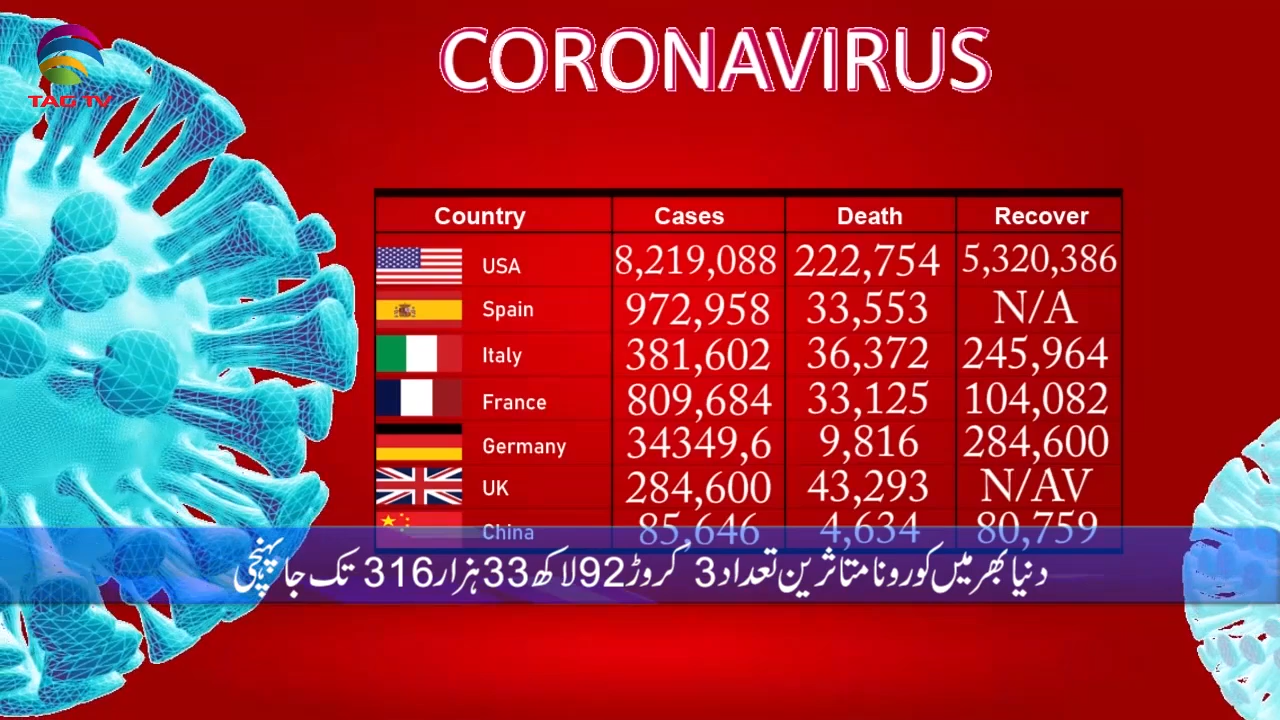 TAG TV
CORONAVIRUS
Country Cases Death Recover
USA 8,219,088 222,754 5,320,386
Spain 972,958 33,553 N/A
Italy 381,602 36,372 245,964
France 809,684 33,125 104,082
Germany 34349,6 9,816 284,600
UK 284,600 43,293 N/AV
China 85,646 4,634 80,759
دنیا بھر میں کورونا متاثرین تعداد 3 کروڑ 92 لاکھ 33 ہزار 316 تک جا پہنچی